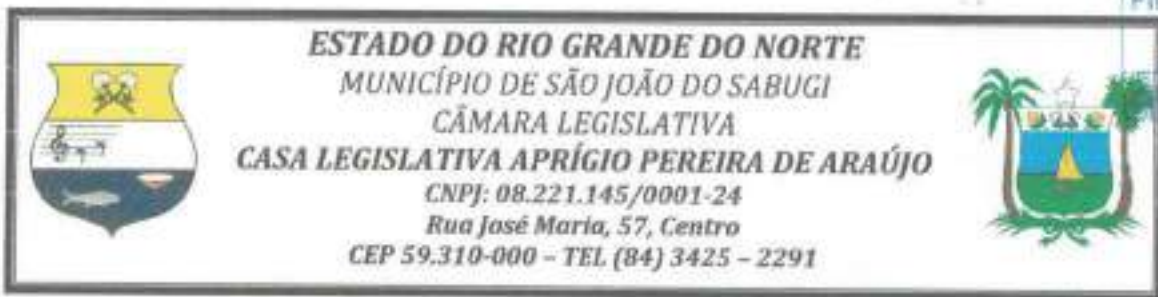 ESTADO DO RIO GRANDE DO NORTE
MUNICÍPIO DE SÃO JOÃO DO SABUGI
CÂMARA LEGISLATIVA
CASA LEGISLATIVA APRÍGIO PEREIRA DE ARAÚJO
CNPJ: 08.221.145/0001-24
Rua José Maria, 57, Centro
CEP 59.310-000 – TEL (84) 3425 – 2291